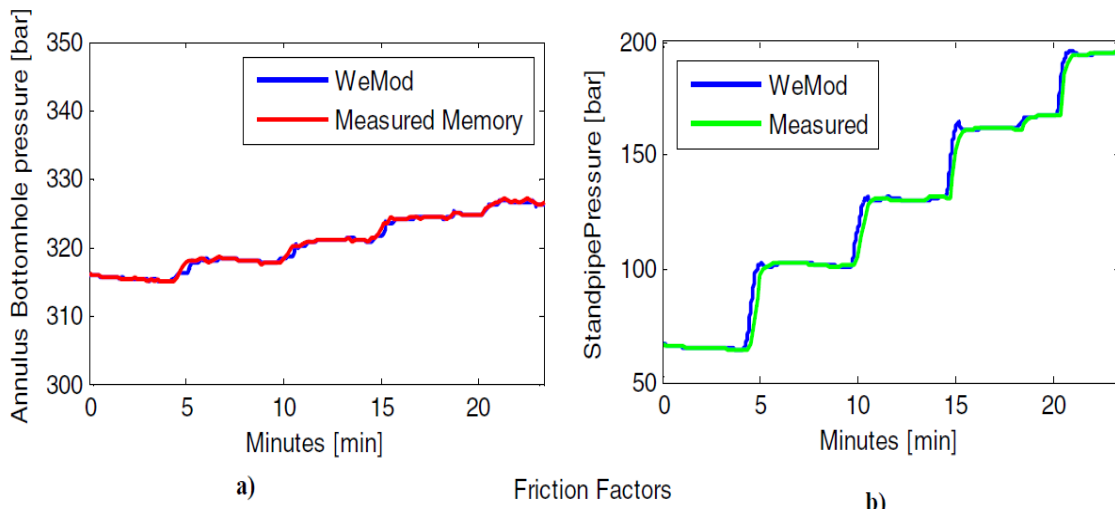 Annulus Bottomhole pressure [bar]
350
340
330
320
310
300
WeMod
Measured Memory
0 5 10 15 20
Minutes [min]
a)
StandpipePressure [bar]
200
150
100
50
WeMod
Measured
0 5 10 15 20
Minutes [min]
b)
Friction Factors